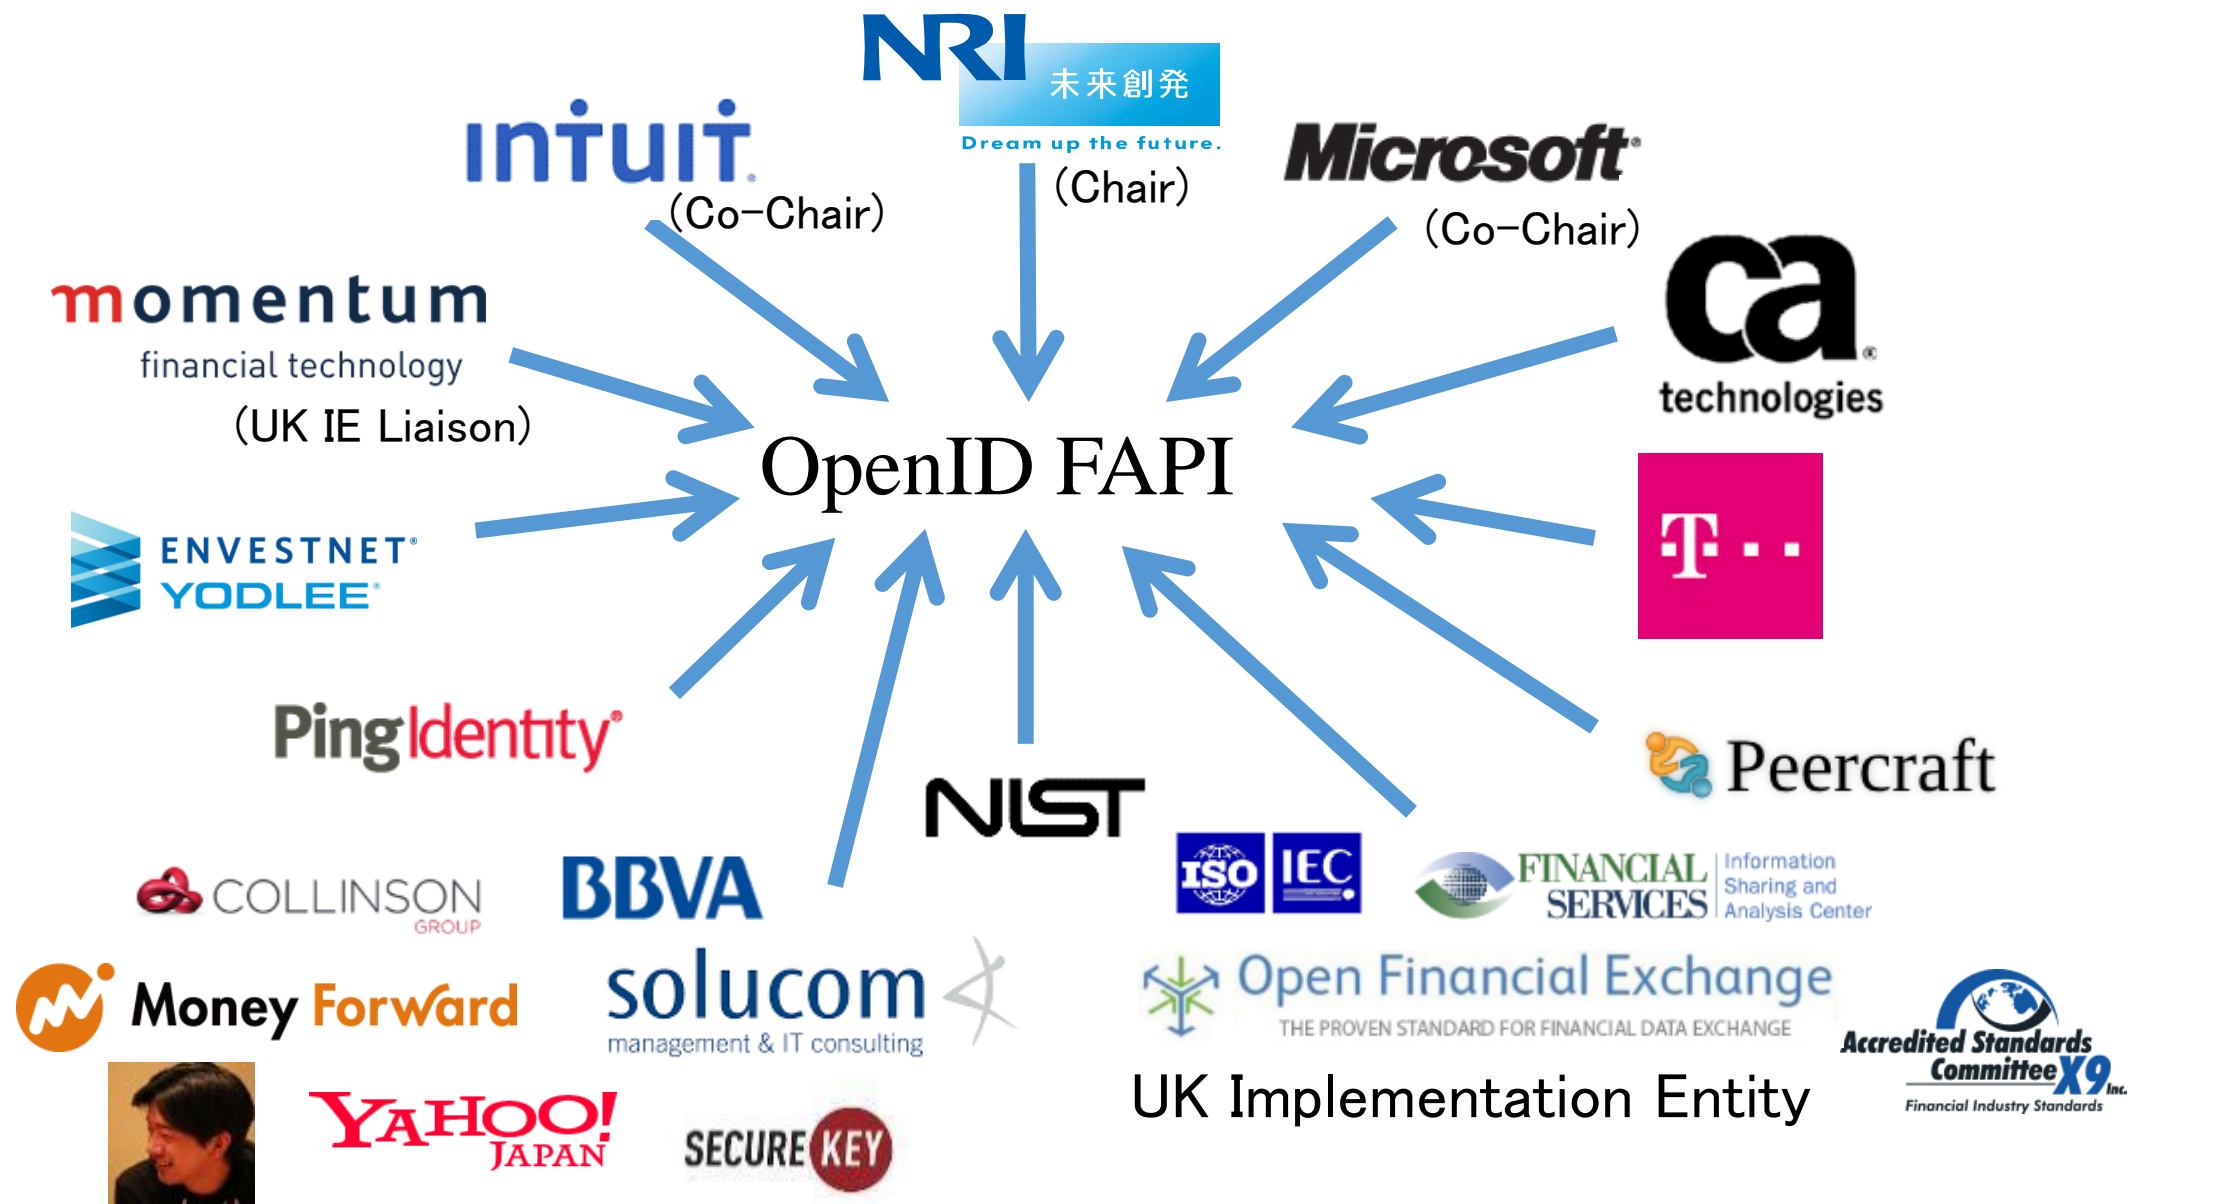 NRI
未来創発
Dream up the future.
(Chair)
intuit.
(Co-Chair)
Microsoft®
(Co-Chair)
momentum
financial technology
(UK IE Liaison)
ca®
technologies
OpenID FAPI
ENVESTNET®
YODLEE®
T
PingIdentity®
Peercraft
NIST
COLLINSON
GROUP
BBVA
ISO IEC
FINANCIAL
SERVICES
Information
Sharing and
Analysis Center
Money Forward
solucom
management & IT consulting
Open Financial Exchange
THE PROVEN STANDARD FOR FINANCIAL DATA EXCHANGE
Accredited Standards
Committee X9 Inc.
Financial Industry Standards
UK Implementation Entity
YAHOO!
JAPAN
SECUREKEY